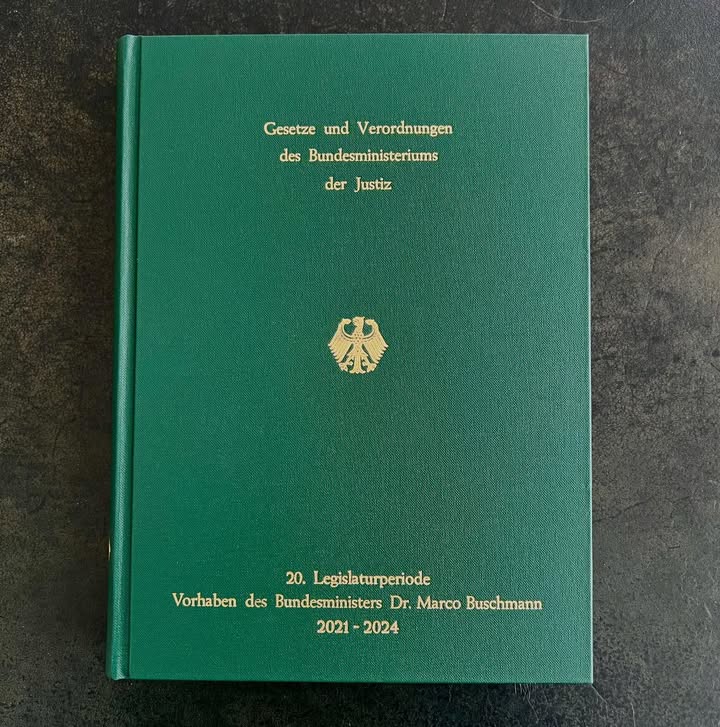 Gesetze und Verordnungen
des Bundesministeriums
der Justiz
20. Legislaturperiode
Vorhaben des Bundesministers Dr. Marco Buschmann
2021 - 2024